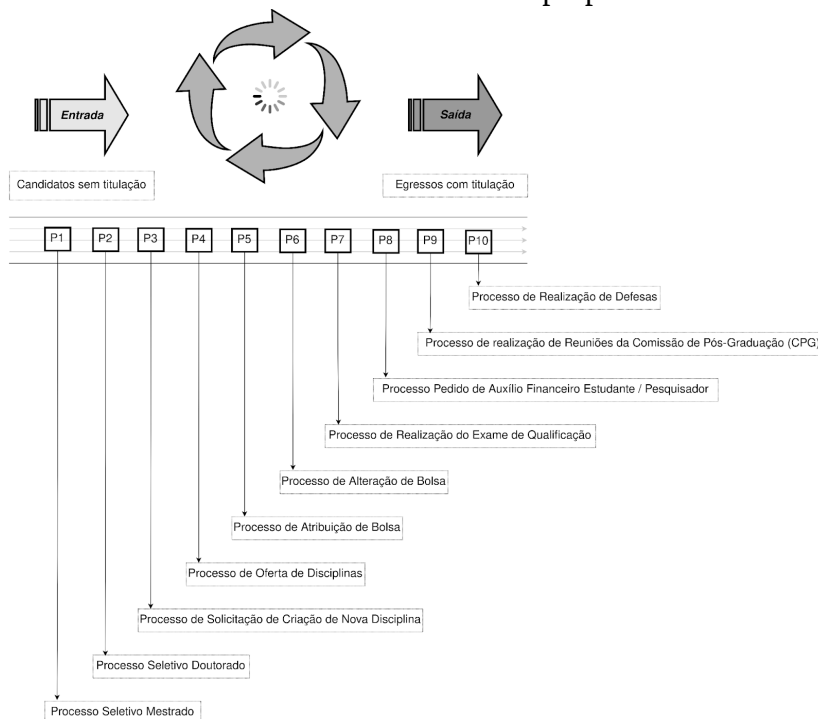 Entrada
Saída
Candidatos sem titulação
Egressos com titulação
P1 P2 P3 P4 P5 P6 P7 P8 P9 P10
Processo de Realização de Defesas
Processo de realização de Reuniões da Comissão de Pós-Graduação (CPG)
Processo Pedido de Auxílio Financeiro Estudante / Pesquisador
Processo de Realização do Exame de Qualificação
Processo de Alteração de Bolsa
Processo de Atribuição de Bolsa
Processo de Oferta de Disciplinas
Processo de Solicitação de Criação de Nova Disciplina
Processo Seletivo Doutorado
Processo Seletivo Mestrado